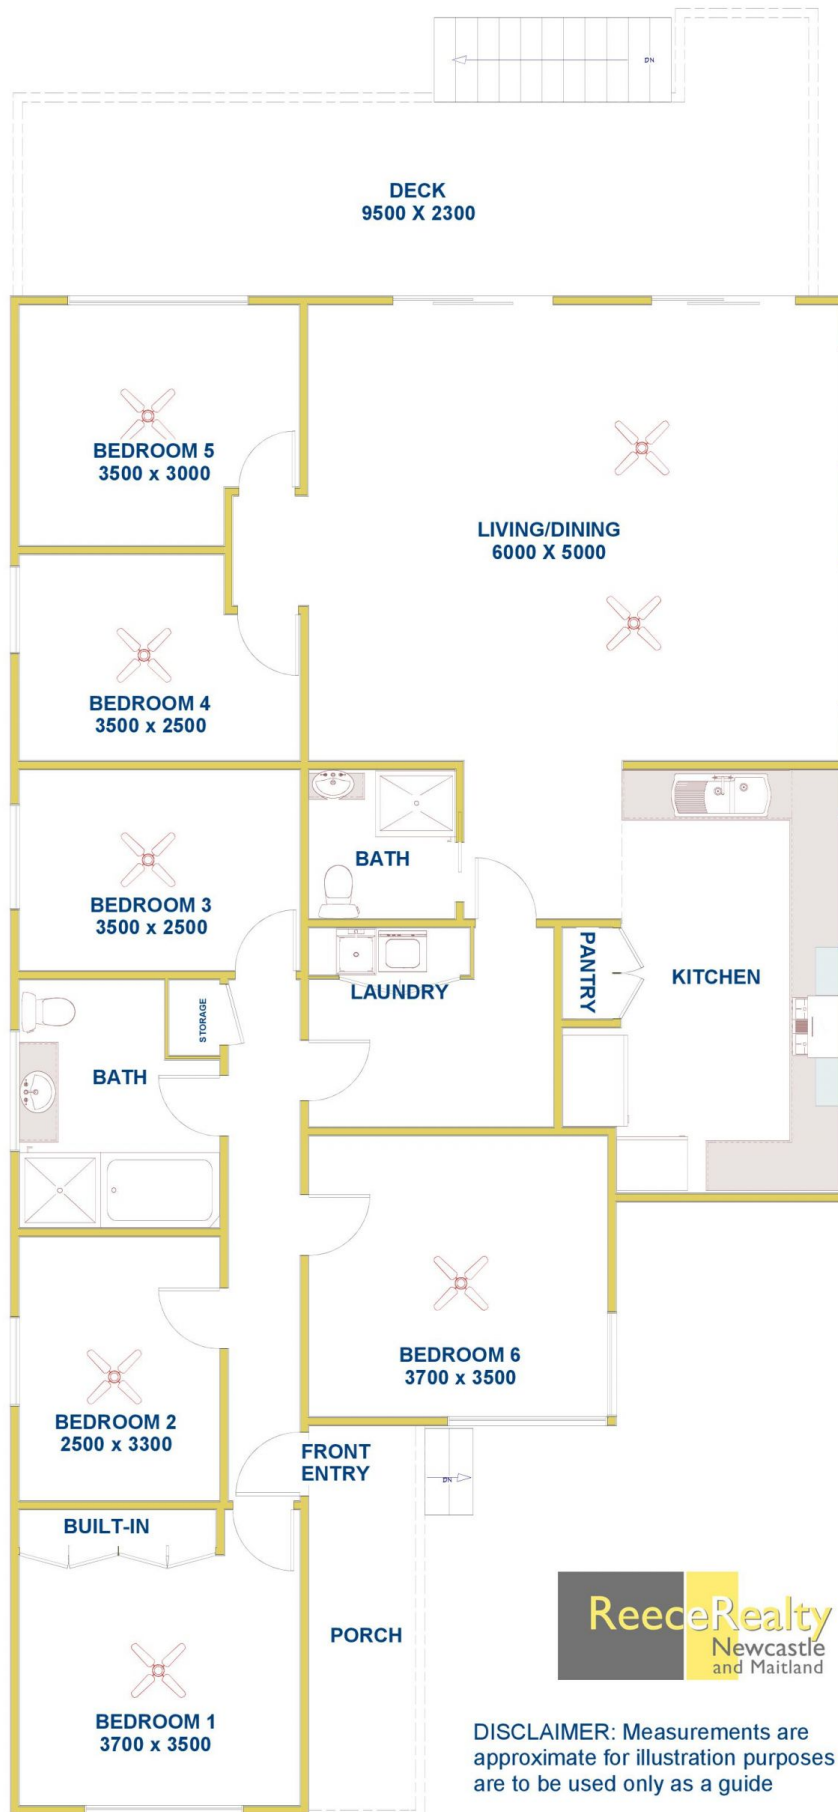 DN
DECK
9500 X 2300
BEDROOM 5
3500 x 3000
LIVING/DINING
6000 X 5000
BEDROOM 4
3500 x 2500
BATH
BEDROOM 3
3500 x 2500
PANTRY
KITCHEN
LAUNDRY
STORAGE
BATH
BEDROOM 6
3700 x 3500
BEDROOM 2
2500 x 3300
FRONT
ENTRY
DN
BUILT-IN
PORCH
BEDROOM 1
3700 x 3500
ReeceRealty
Newcastle
and Maitland
DISCLAIMER: Measurements are
approximate for illustration purposes
are to be used only as a guide